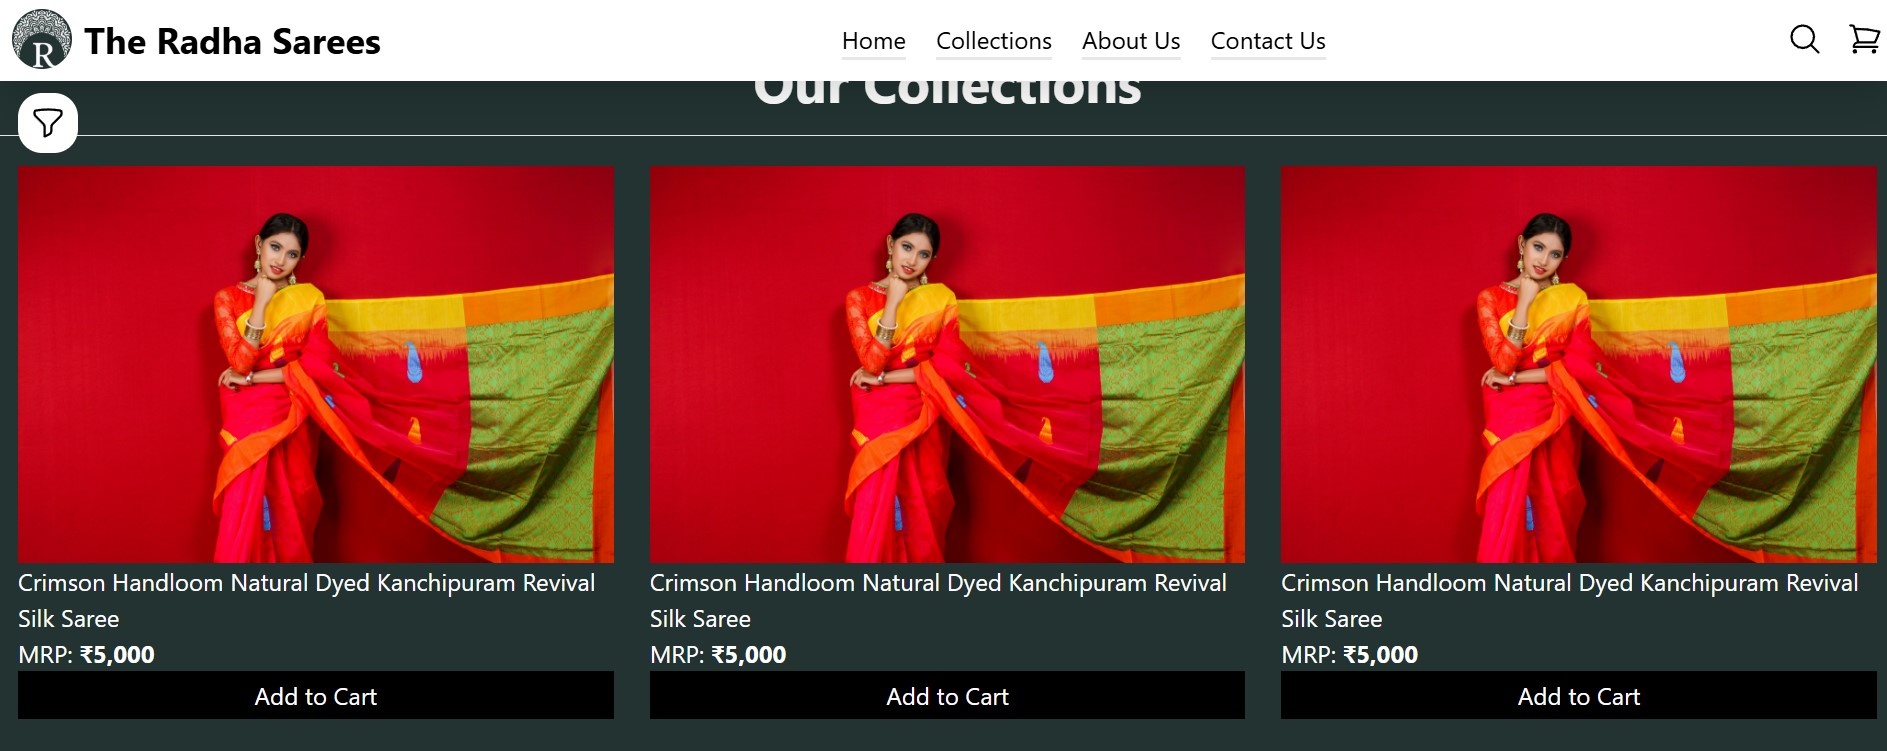 R
The Radha Sarees
Home
Collections
About Us
Contact Us
Our Collections
Crimson Handloom Natural Dyed Kanchipuram Revival
Silk Saree
MRP: ₹5,000
Add to Cart
Crimson Handloom Natural Dyed Kanchipuram Revival
Silk Saree
MRP: ₹5,000
Add to Cart
Crimson Handloom Natural Dyed Kanchipuram Revival
Silk Saree
MRP: ₹5,000
Add to Cart